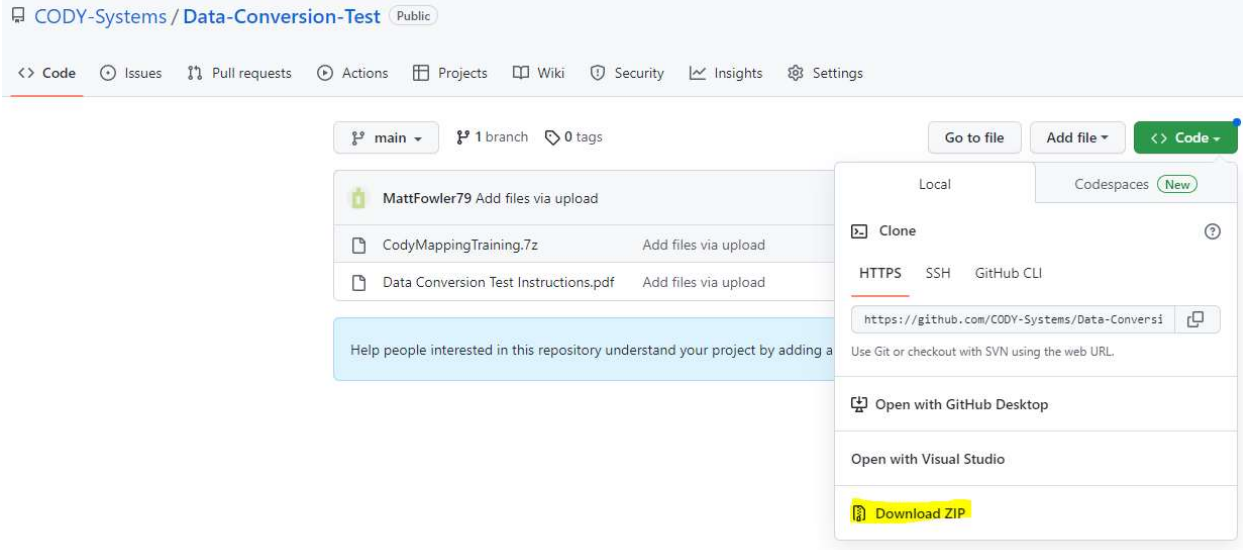 CODY-Systems / Data-Conversion-Test Public
<> Code Issues Pull requests Actions Projects Wiki Security Insights Settings
main 1 branch 0 tags Go to file Add file <> Code
Local Codespaces New
MattFowler79 Add files via upload
Clone
CodyMappingTraining.7z Add files via upload
HTTPS SSH GitHub CLI
Data Conversion Test Instructions.pdf Add files via upload
https://github.com/CODY-Systems/Data-Conversi
Help people interested in this repository understand your project by adding a
Use Git or checkout with SVN using the web URL.
Open with GitHub Desktop
Open with Visual Studio
Download ZIP